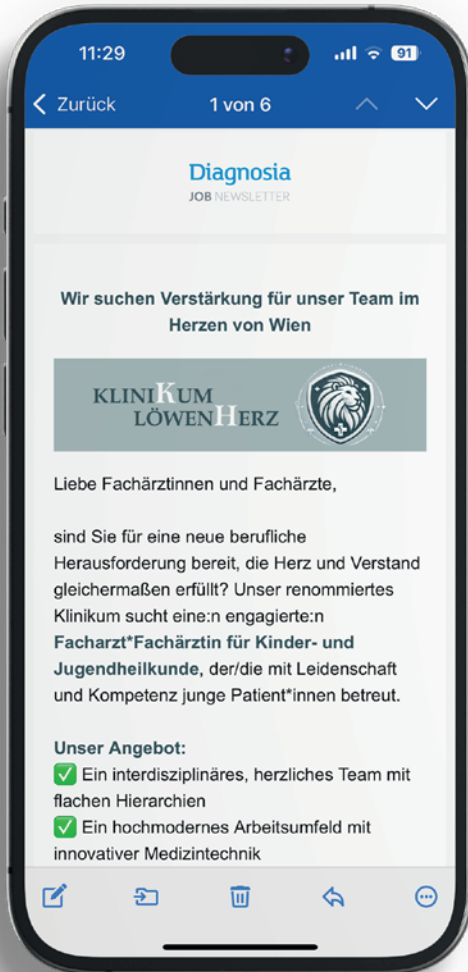 11:29
91
Zurück
1 von 6
Diagnosia
JOB NEWSLETTER
Wir suchen Verstärkung für unser Team im
Herzen von Wien
KLINIKUM
LÖWENHERZ
Liebe Fachärztinnen und Fachärzte,
sind Sie für eine neue berufliche
Herausforderung bereit, die Herz und Verstand
gleichermaßen erfüllt? Unser renommiertes
Klinikum sucht eine:n engagierte:n
Facharzt*Fachärztin für Kinder- und
Jugendheilkunde, der/die mit Leidenschaft
und Kompetenz junge Patient*innen betreut.
Unser Angebot:
✅ Ein interdisziplinäres, herzliches Team mit
flachen Hierarchien
✅ Ein hochmodernes Arbeitsumfeld mit
innovativer Medizintechnik